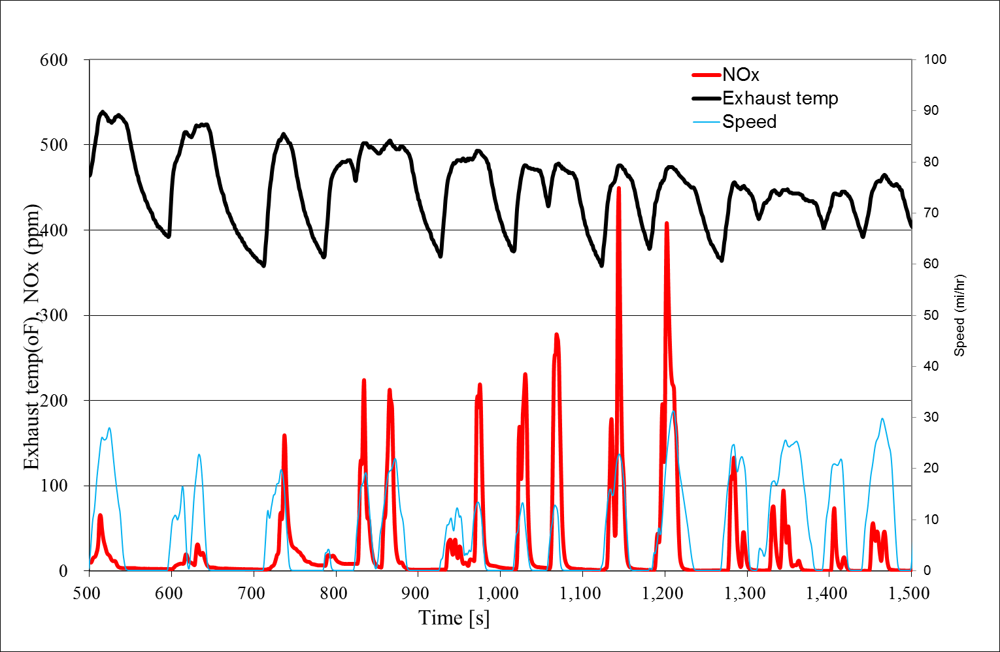 600
500
400
300
200
100
0
Exhaust temp(oF), NOx (ppm)
100
90
80
70
60
50
40
30
20
10
0
Speed (mi/hr)
NOx
Exhaust temp
Speed
500 600 700 800 900 1,000 1,100 1,200 1,300 1,400 1,500
Time [s]